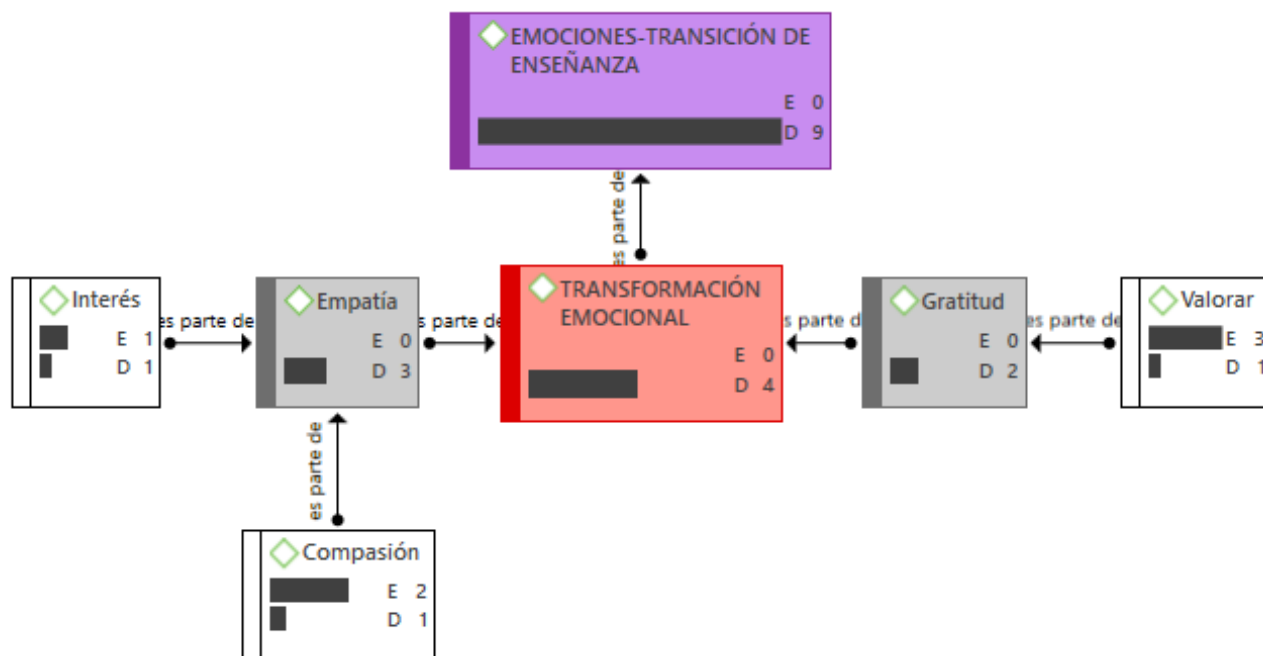 EMOCIONES-TRANSICIÓN DE
ENSEÑANZA
E 0
D 9
es parte de
Interés
E 1
D 1
es parte de
Empatía
E 0
D 3
es parte de
TRANSFORMACIÓN
EMOCIONAL
E 0
D 4
s parte d
Gratitud
E 0
D 2
es parte de
Valorar
E 3
D 1
es parte de
Compasión
E 2
D 1